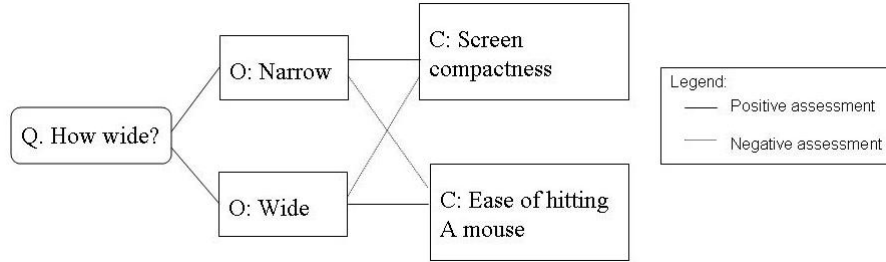 Q. How wide?
O: Narrow
O: Wide
C: Screen
compactness
C: Ease of hitting
A mouse
Legend:
Positive assessment
Negative assessment